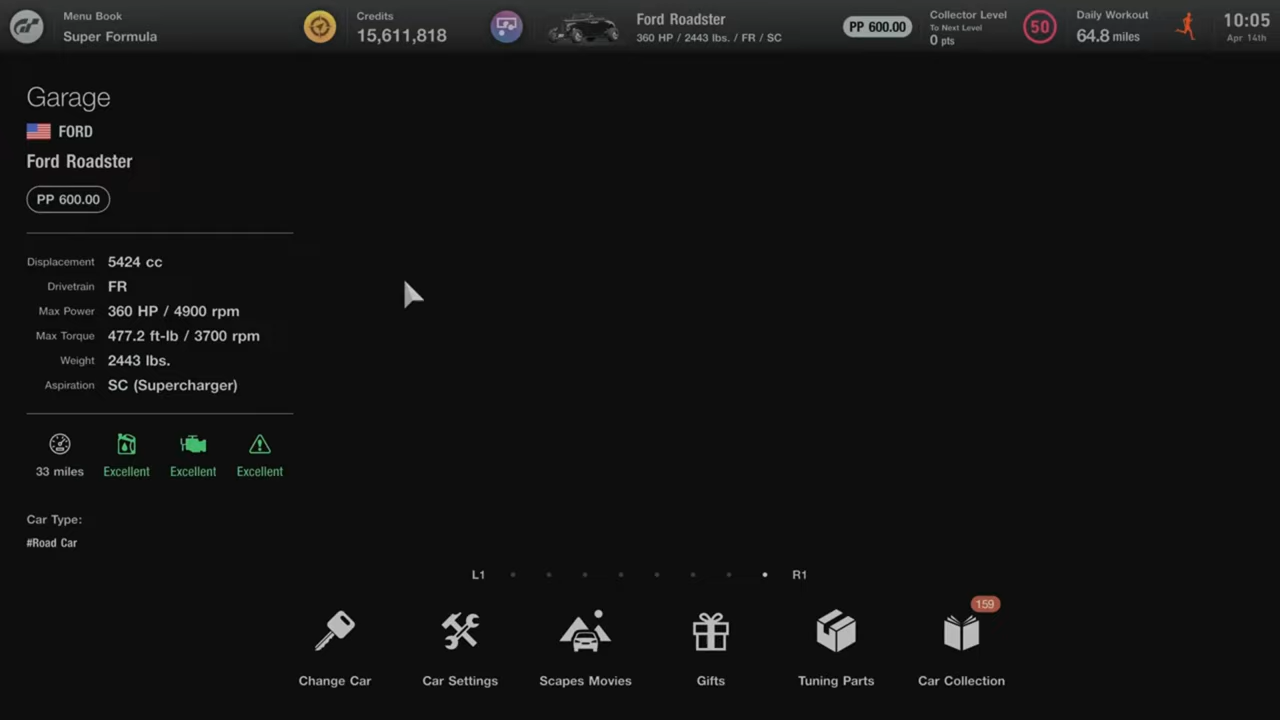 Menu Book
Super Formula
Credits
15,611,818
Ford Roadster
360 HP / 2443 lbs. / FR / SC
PP 600.00
Collector Level
To Next Level
0 pts
50
Daily Workout
64.8 miles
10:05
Apr 14th
Garage
FORD
Ford Roadster
PP 600.00
Displacement 5424 cc
Drivetrain FR
Max Power 360 HP / 4900 rpm
Max Torque 477.2 ft-lb / 3700 rpm
Weight 2443 lbs.
Aspiration SC (Supercharger)
33 miles Excellent Excellent Excellent
Car Type:
#Road Car
L1 R1
159
Change Car Car Settings Scapes Movies Gifts Tuning Parts Car Collection